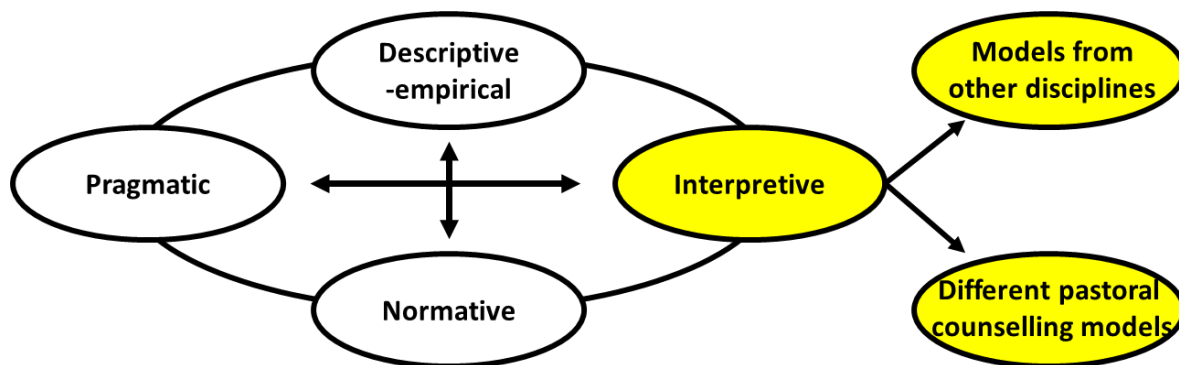 Descriptive
-empirical
Models from
other disciplines
Pragmatic
Interpretive
Normative
Different pastoral
counselling models